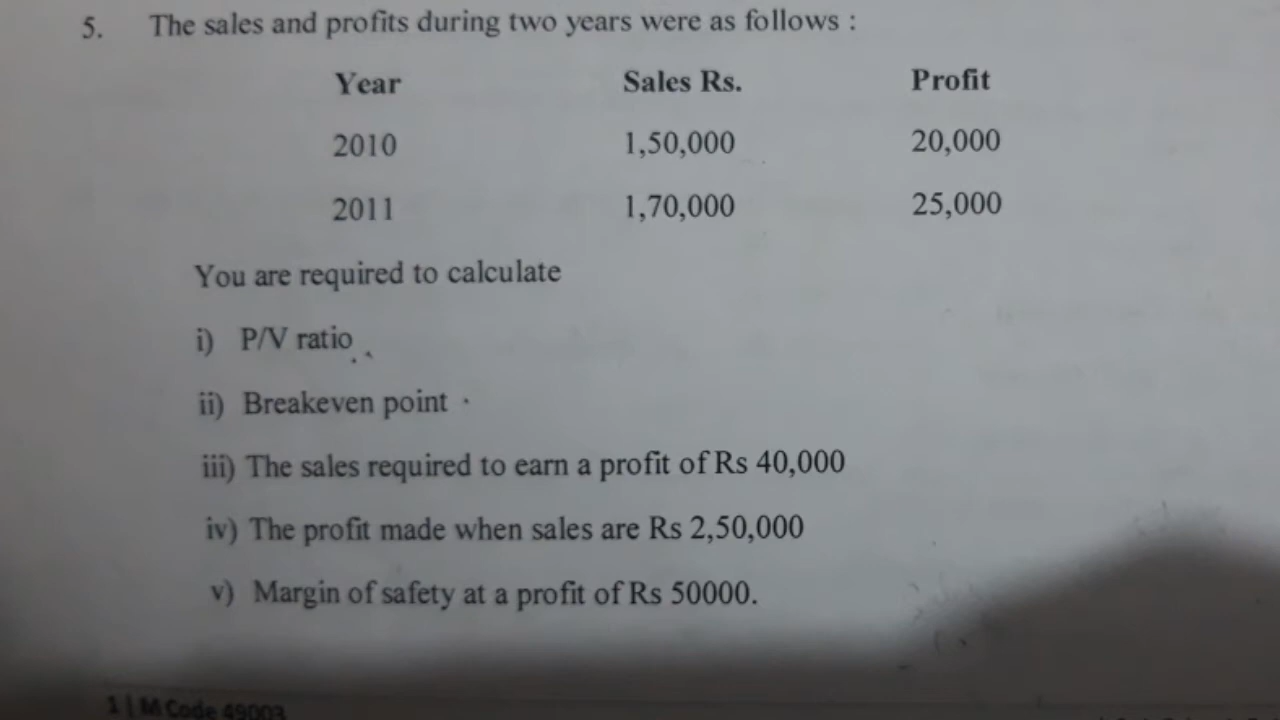 5. The sales and profits during two years were as follows :
Year Sales Rs. Profit
2010 1,50,000 20,000
2011 1,70,000 25,000
You are required to calculate
i) P/V ratio
ii) Breakeven point
iii) The sales required to earn a profit of Rs 40,000
iv) The profit made when sales are Rs 2,50,000
v) Margin of safety at a profit of Rs 50000.
1 | M Code 49003